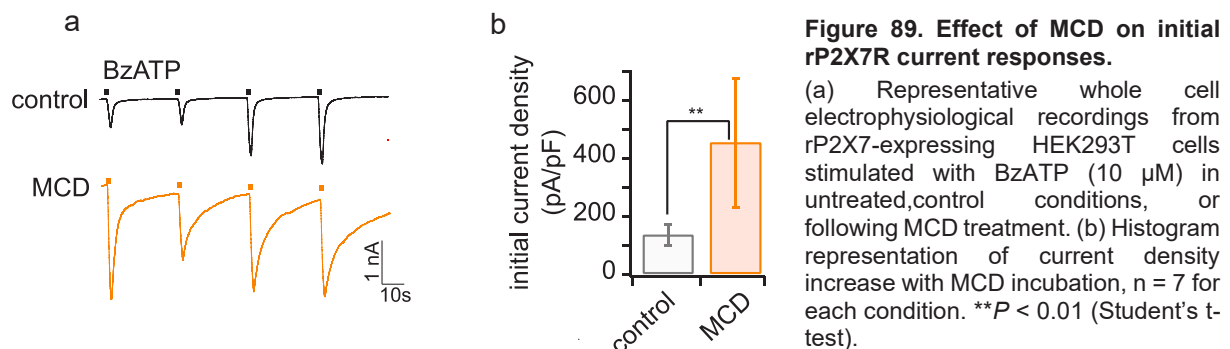 a
BzATP
control
MCD
1 nA
10s
b
initial current density
(pA/pF)
600
400
200
0
**
control
MCD
Figure 89. Effect of MCD on initial
rP2X7R current responses.
(a) Representative whole cell
electrophysiological recordings from
rP2X7-expressing HEK293T cells
stimulated with BzATP (10 μM) in
untreated,control conditions, or
following MCD treatment. (b) Histogram
representation of current density
increase with MCD incubation, n = 7 for
each condition. **P < 0.01 (Student's t-
test).